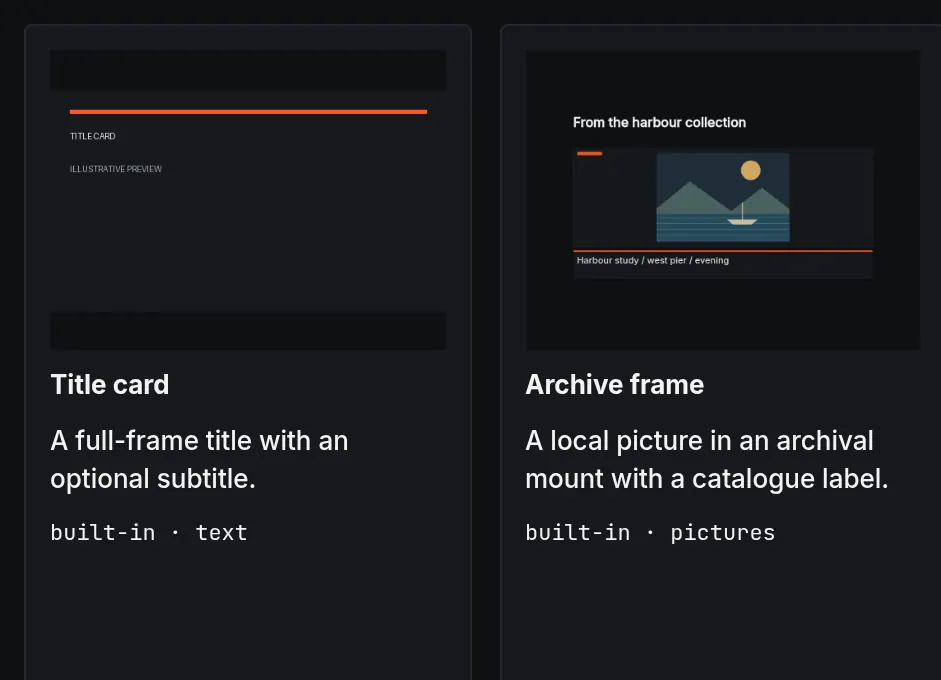 TITLE CARD
ILLUSTRATIVE PREVIEW
Title card
A full-frame title with an
optional subtitle.
built-in · text
From the harbour collection
Harbour study / west pier / evening
Archive frame
A local picture in an archival
mount with a catalogue label.
built-in · pictures